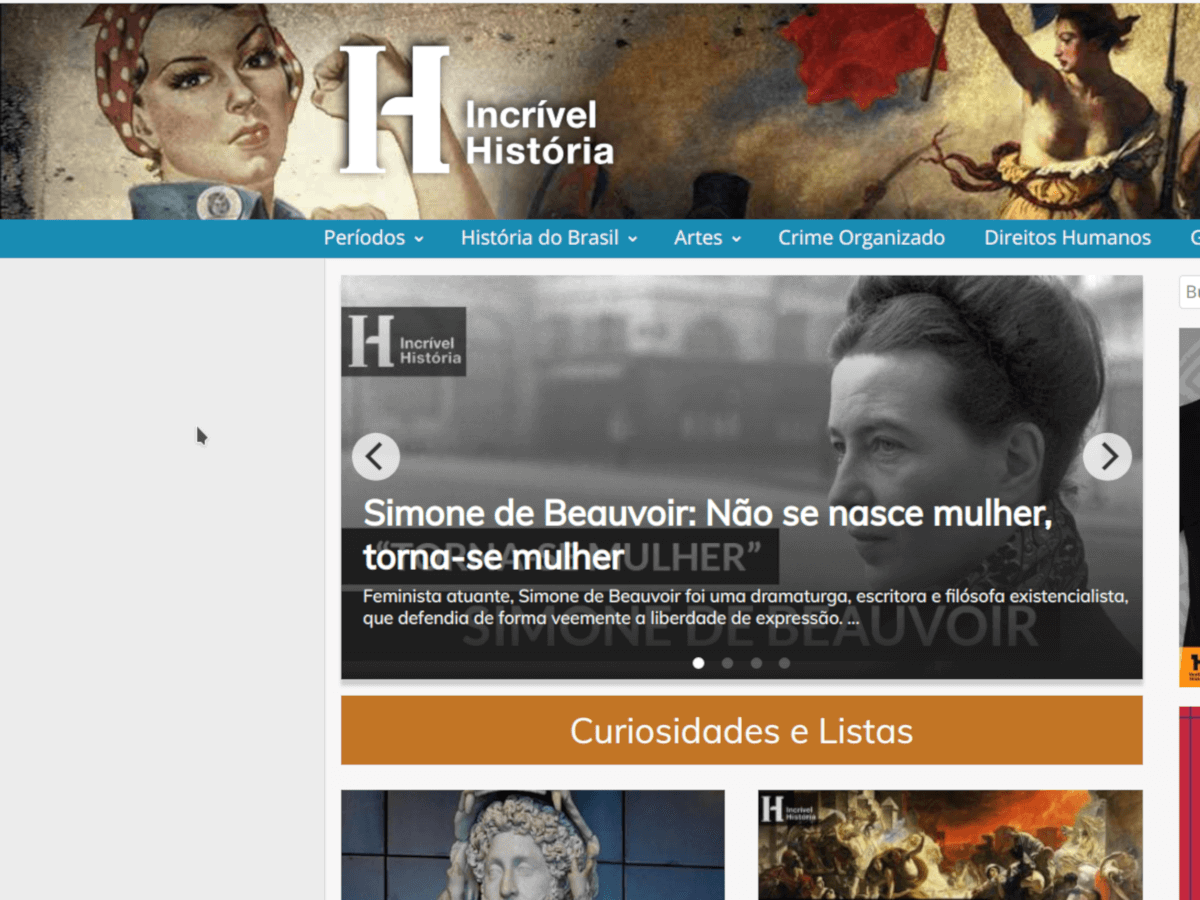 Incrível
História
Períodos
História do Brasil
Artes
Crime Organizado
Direitos Humanos
Incrível
História
Simone de Beauvoir: Não se nasce mulher,
torna-se mulher
"TORNA-SE MULHER"
Feminista atuante, Simone de Beauvoir foi uma dramaturga, escritora e filósofa existencialista,
que defendia de forma veemente a liberdade de expressão. ...
SIMONE DE BEAUVOIR
Curiosidades e Listas
Incrível
História